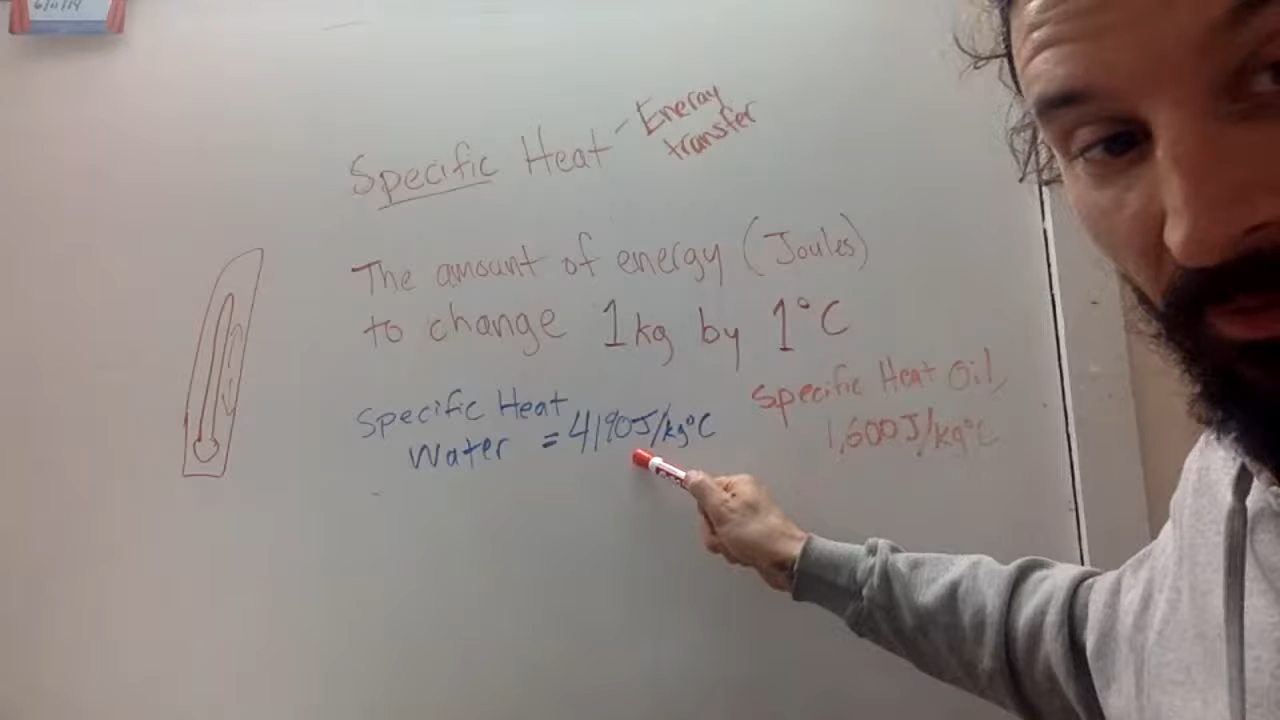 Specific Heat - Energy
transfer
The amount of energy (Joules)
to change 1kg by 1°C
Specific Heat
Water = 4190J/kg°C
Specific Heat Oil
1,600J/kg°C